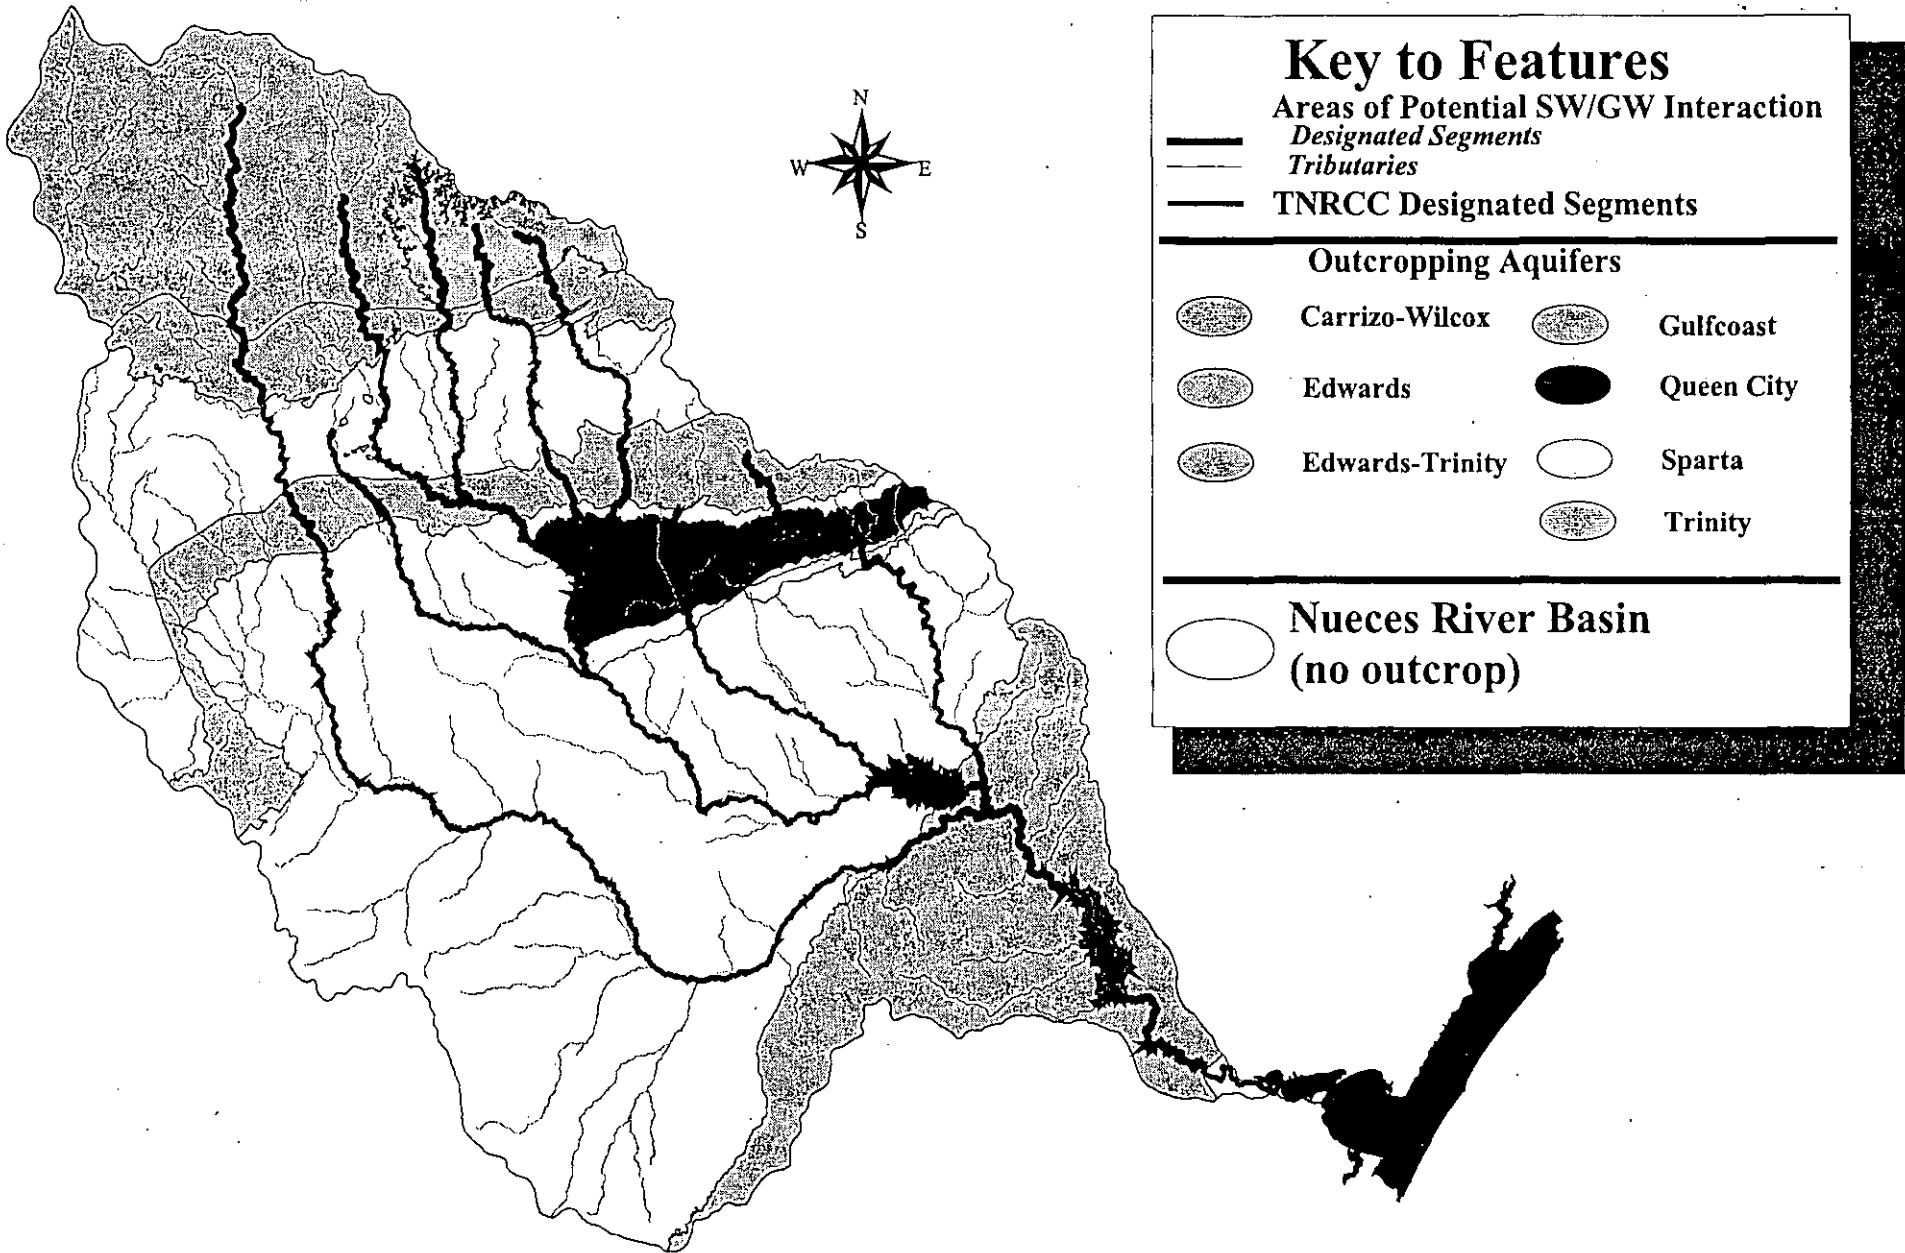 N
W
E
S
Key to Features
Areas of Potential SW/GW Interaction
Designated Segments
Tributaries
TNRCC Designated Segments
Outcropping Aquifers
Carrizo-Wilcox
Gulfcoast
Edwards
Queen City
Edwards-Trinity
Sparta
Trinity
Nueces River Basin
(no outcrop)